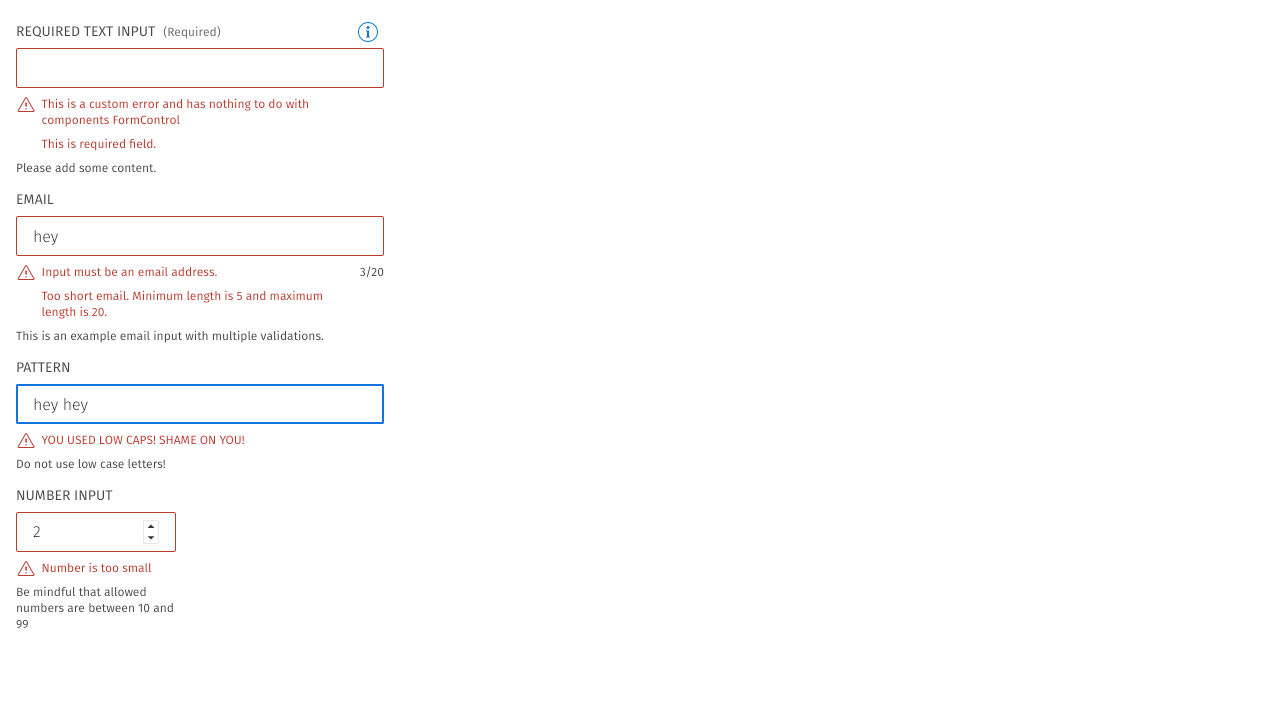 REQUIRED TEXT INPUT (Required)
This is a custom error and has nothing to do with
components FormControl
This is required field.
Please add some content.
EMAIL
hey
Input must be an email address. 3/20
Too short email. Minimum length is 5 and maximum
length is 20.
This is an example email input with multiple validations.
PATTERN
hey hey
YOU USED LOW CAPS! SHAME ON YOU!
Do not use low case letters!
NUMBER INPUT
2
Number is too small
Be mindful that allowed
numbers are between 10 and
99